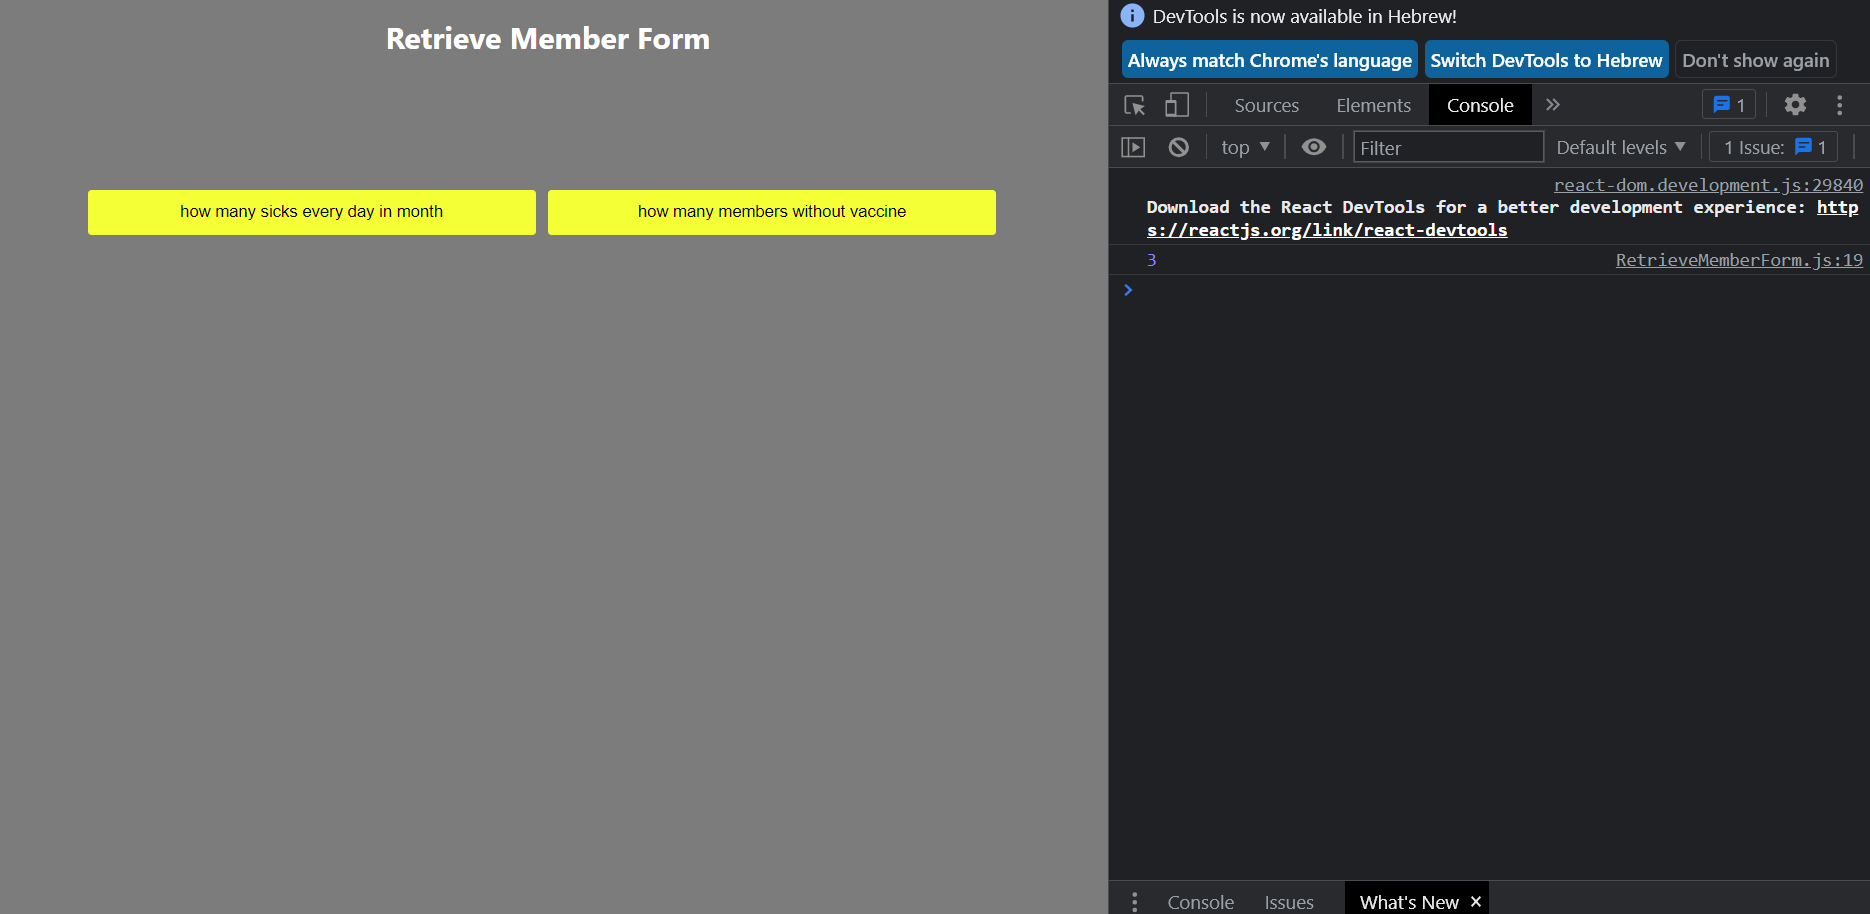 Retrieve Member Form
how many sicks every day in month
how many members without vaccine
DevTools is now available in Hebrew!
Always match Chrome's language
Switch DevTools to Hebrew
Don't show again
Sources
Elements
Console
1
top
Filter
Default levels
1 Issue:
1
react-dom.development.js:29840
Download the React DevTools for a better development experience: http
s://reactjs.org/link/react-devtools
3
RetrieveMemberForm.js:19
Console
Issues
What's New